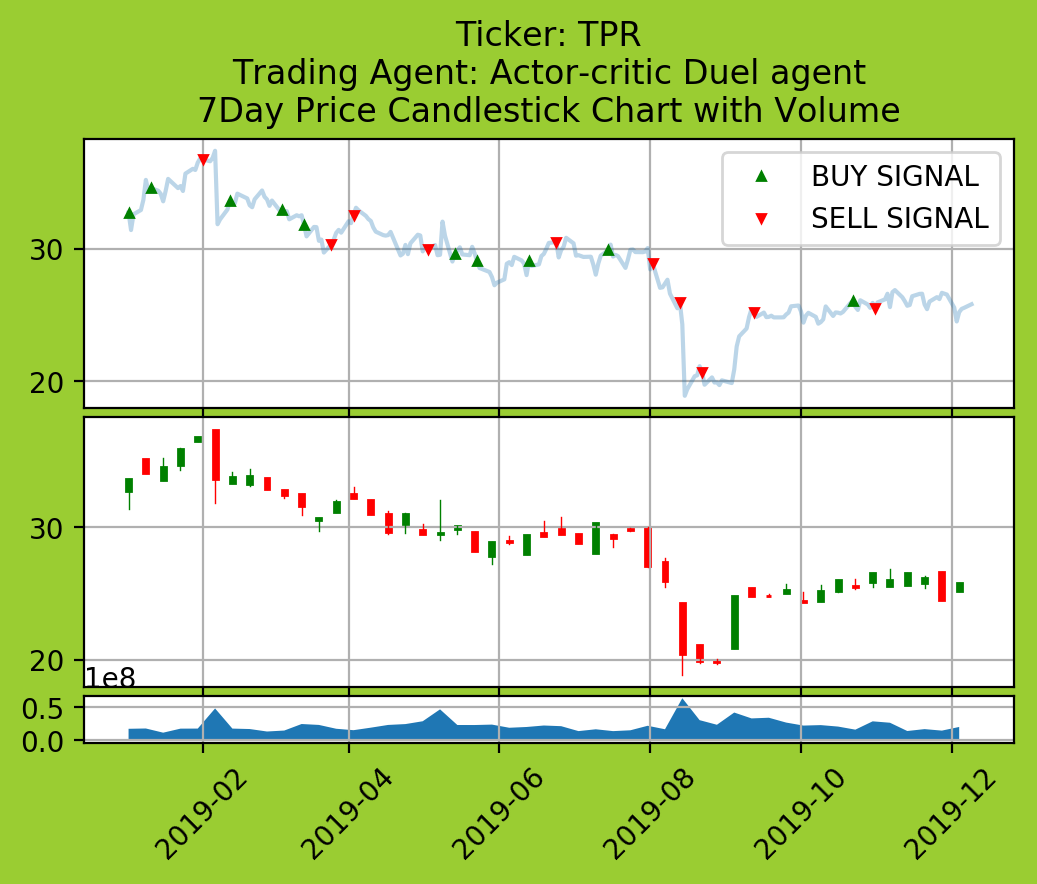 Ticker: TPR
Trading Agent: Actor-critic Duel agent
7Day Price Candlestick Chart with Volume
BUY SIGNAL
SELL SIGNAL
30
20
30
20
1e8
0.5
0.0
2019-02
2019-04
2019-06
2019-08
2019-10
2019-12